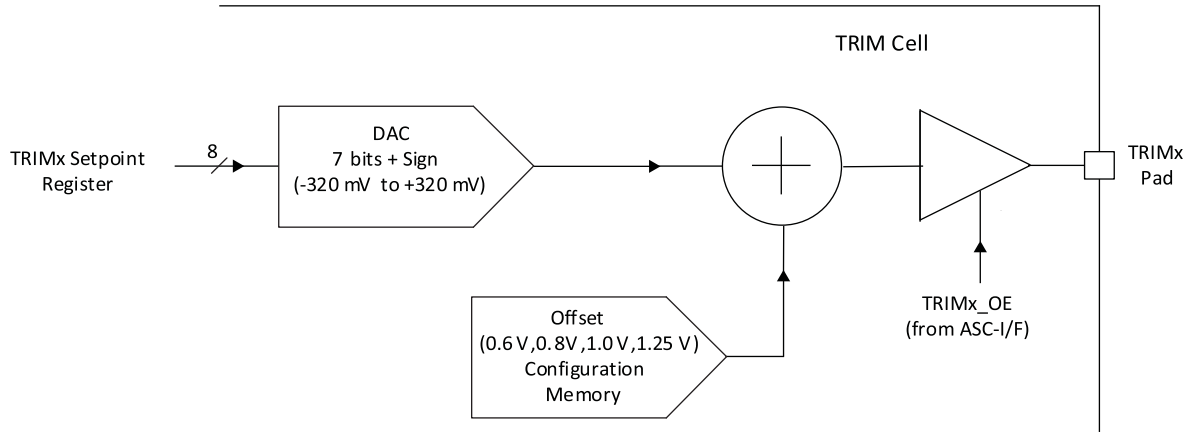 TRIM Cell
8
DAC
7 bits + Sign
(-320 mV to +320 mV)
TRIMx Setpoint
Register
TRIMx
Pad
TRIMx_OE
(from ASC-I/F)
Offset
(0.6 V,0.8V,1.0 V,1.25 V)
Configuration
Memory